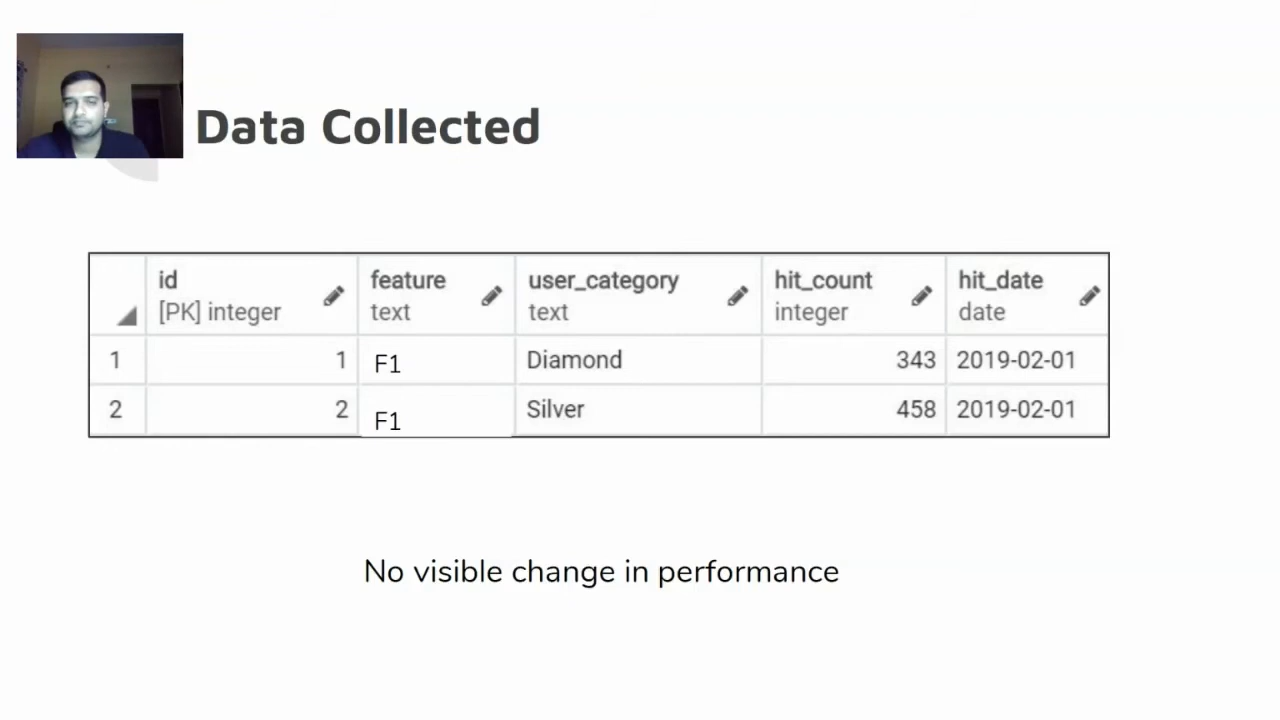 Data Collected
id feature user_category hit_count hit_date
[PK] integer text text integer date
1 1 F1 Diamond 343 2019-02-01
2 2 F1 Silver 458 2019-02-01
No visible change in performance